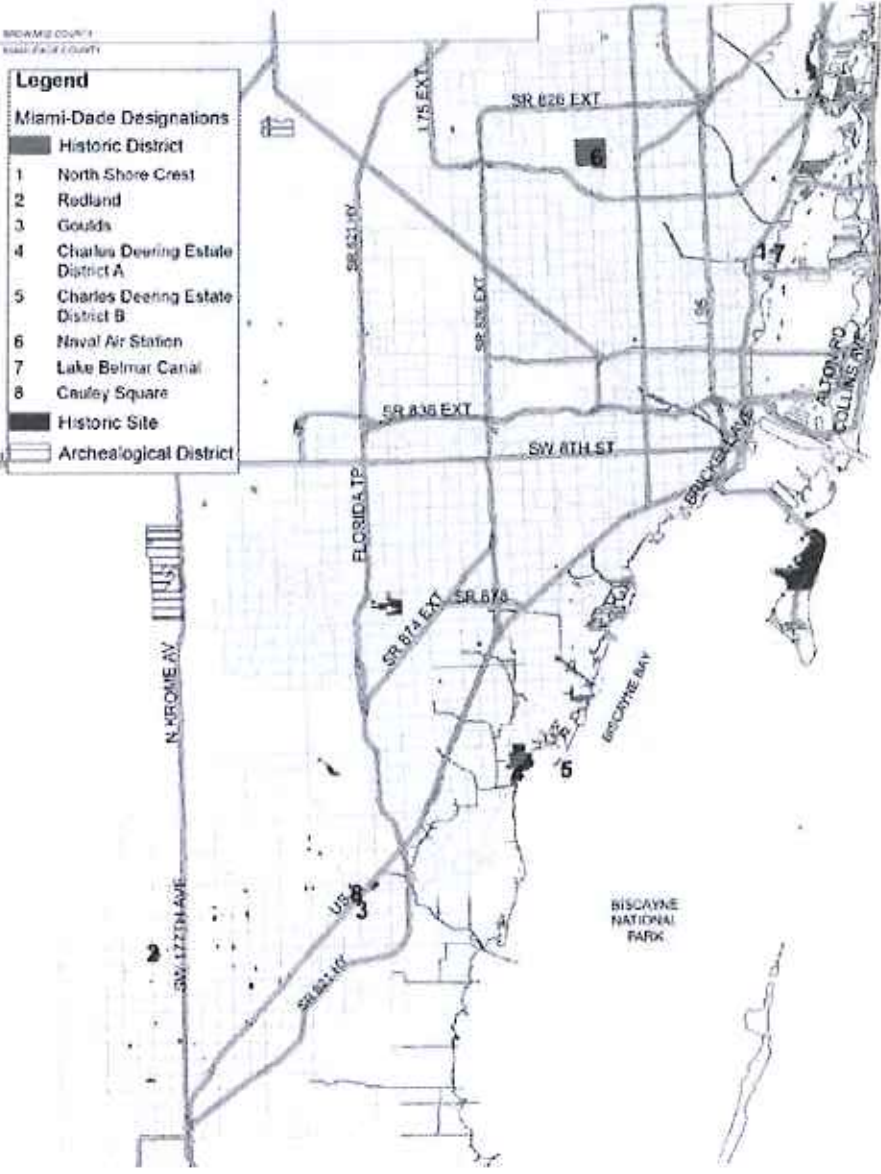 BROWARD COUNTY
MIAMI-DADE COUNTY
Legend
Miami-Dade Designations
Historic District
1 North Shore Crest
2 Redland
3 Goulds
4 Charles Deering Estate
District A
5 Charles Deering Estate
District B
6 Naval Air Station
7 Lake Belmar Canal
8 Cauley Square
Historic Site
Archealogical District
I 75 EXT
SR 826 EXT
6
SR 821 HY
SR 826 EXT
I 95
1 7
ALTON RD
COLLINS AVE
SR 836 EXT
SW 8TH ST
BRICKELL AVE
FLORIDA TP
SR 874 EXT
SR 878
N KROME AV
BISCAYNE BAY
4
5
US 1
8
3
2
SW 177TH AVE
SR 821 HY
BISCAYNE
NATIONAL
PARK